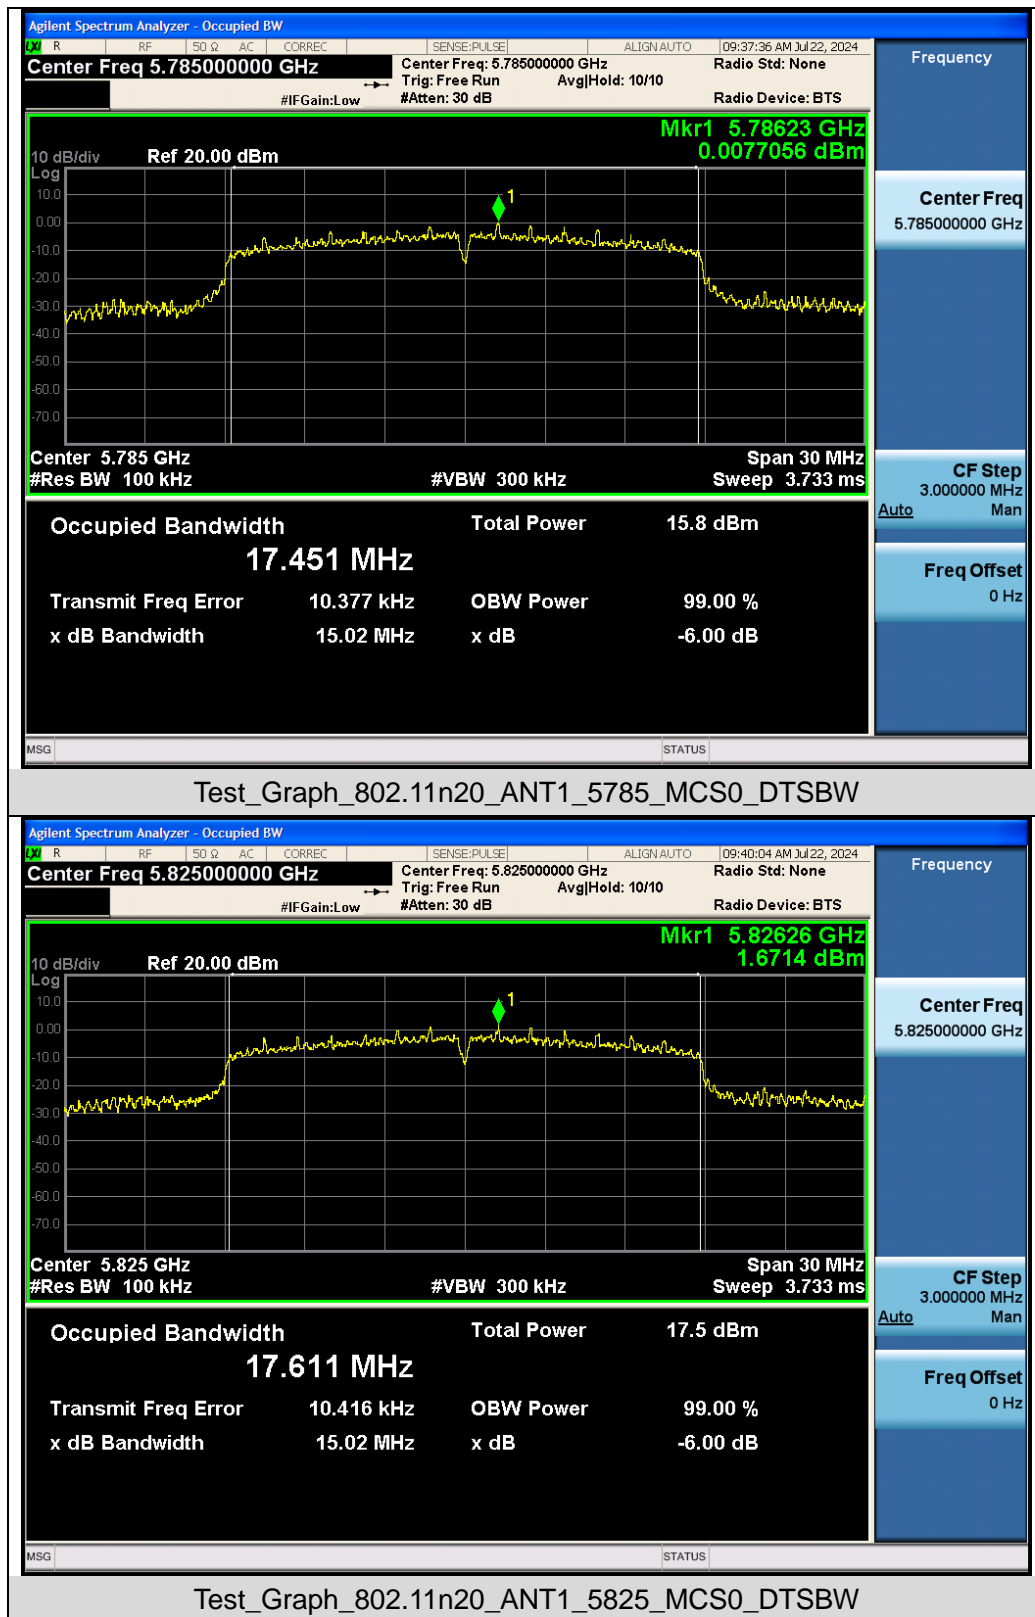 Agilent Spectrum Analyzer - Occupied BW
LXI R RF 50 Ω AC CORREC SENSE:PULSE ALIGN AUTO 09:37:36 AM Jul 22, 2024
Center Freq 5.785000000 GHz Center Freq: 5.785000000 GHz Radio Std: None Frequency
Trig: Free Run Avg|Hold: 10/10
#IFGain:Low #Atten: 30 dB Radio Device: BTS
Mkr1 5.78623 GHz
0.0077056 dBm
10 dB/div Ref 20.00 dBm
Log
10.0
0.00
-10.0
-20.0
-30.0
-40.0
-50.0
-60.0
-70.0
1
Center Freq
5.785000000 GHz
Center 5.785 GHz Span 30 MHz
#Res BW 100 kHz #VBW 300 kHz Sweep 3.733 ms
CF Step
3.000000 MHz
Auto Man
Occupied Bandwidth Total Power 15.8 dBm
17.451 MHz
Transmit Freq Error 10.377 kHz OBW Power 99.00 %
x dB Bandwidth 15.02 MHz x dB -6.00 dB
Freq Offset
0 Hz
MSG STATUS
Test_Graph_802.11n20_ANT1_5785_MCS0_DTSBW
Agilent Spectrum Analyzer - Occupied BW
LXI R RF 50 Ω AC CORREC SENSE:PULSE ALIGN AUTO 09:40:04 AM Jul 22, 2024
Center Freq 5.825000000 GHz Center Freq: 5.825000000 GHz Radio Std: None Frequency
Trig: Free Run Avg|Hold: 10/10
#IFGain:Low #Atten: 30 dB Radio Device: BTS
Mkr1 5.82626 GHz
1.6714 dBm
10 dB/div Ref 20.00 dBm
Log
10.0
0.00
-10.0
-20.0
-30.0
-40.0
-50.0
-60.0
-70.0
1
Center Freq
5.825000000 GHz
Center 5.825 GHz Span 30 MHz
#Res BW 100 kHz #VBW 300 kHz Sweep 3.733 ms
CF Step
3.000000 MHz
Auto Man
Occupied Bandwidth Total Power 17.5 dBm
17.611 MHz
Transmit Freq Error 10.416 kHz OBW Power 99.00 %
x dB Bandwidth 15.02 MHz x dB -6.00 dB
Freq Offset
0 Hz
MSG STATUS
Test_Graph_802.11n20_ANT1_5825_MCS0_DTSBW